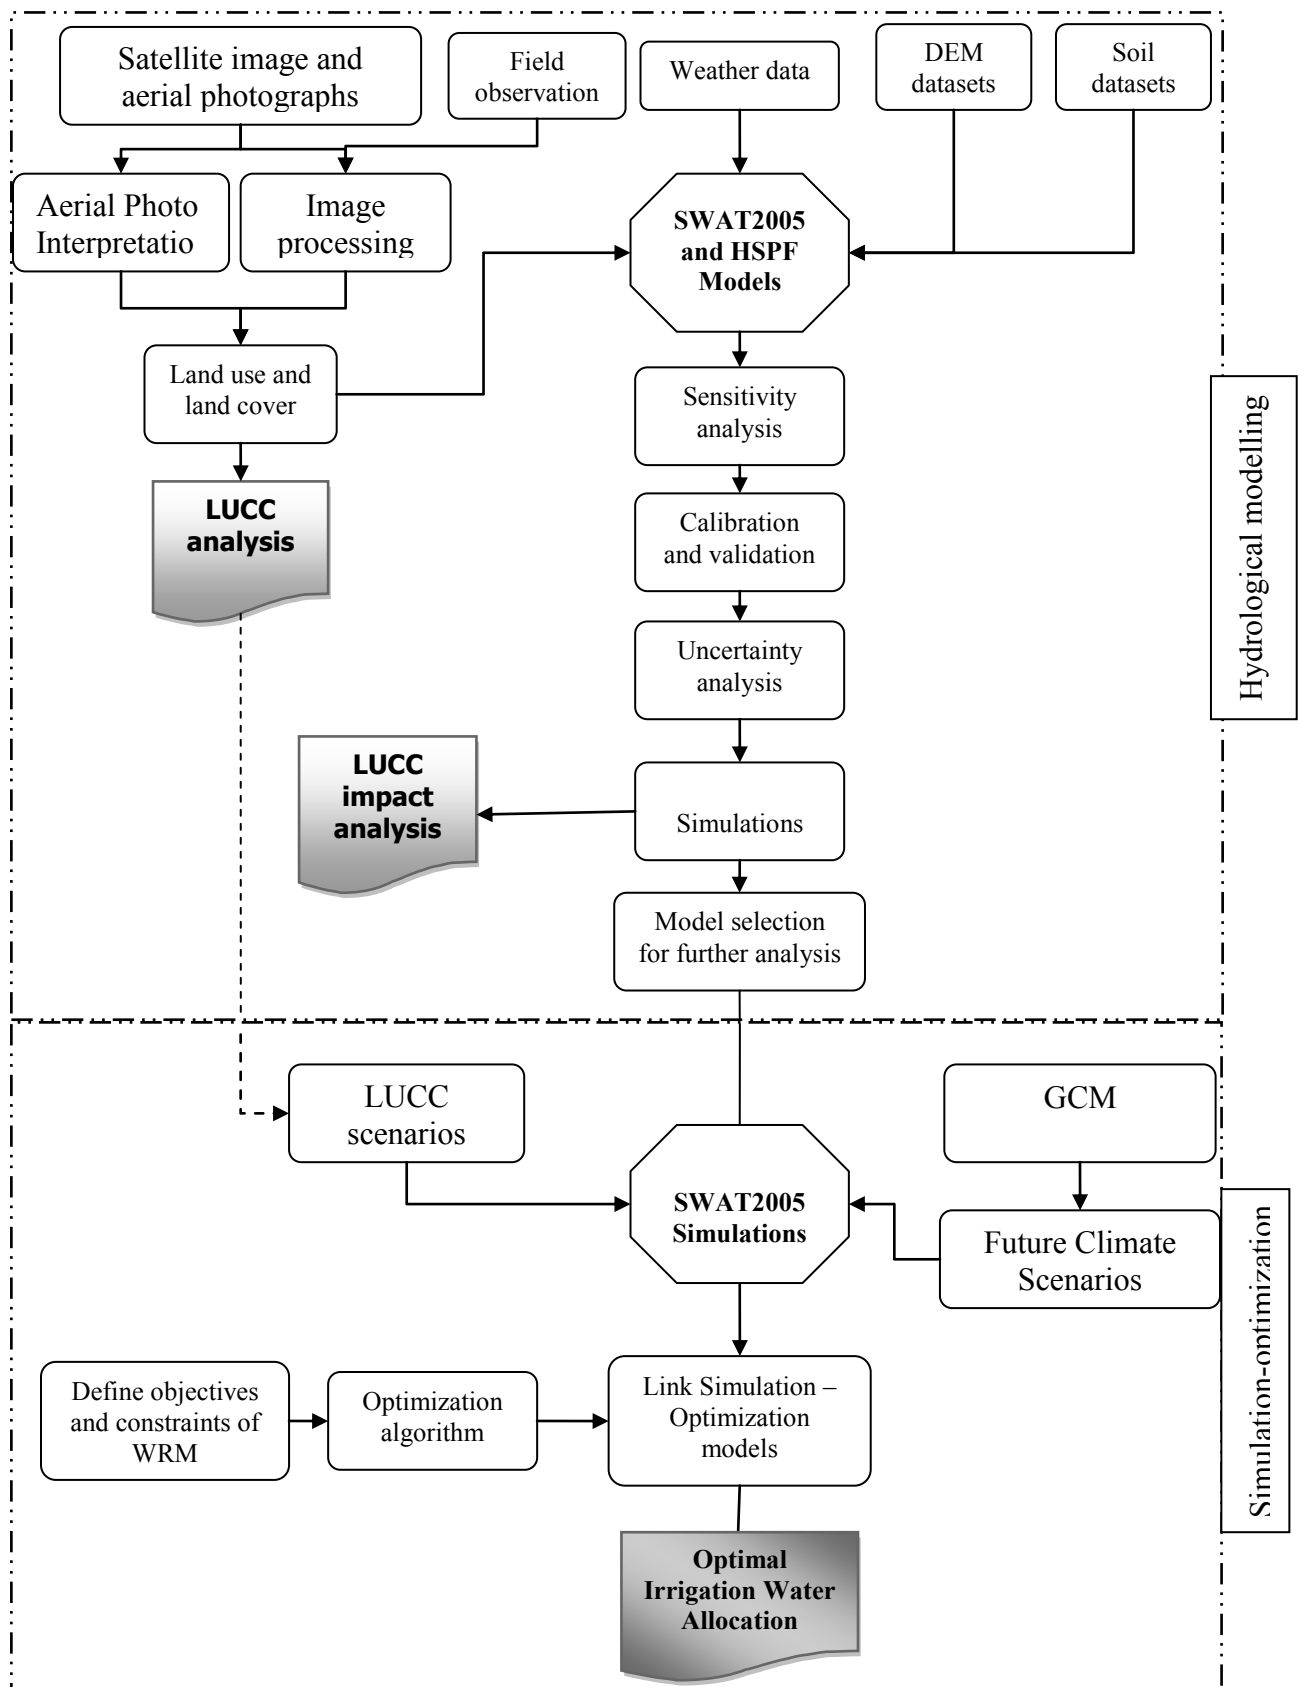 Satellite image and
aerial photographs
Field
observation
Weather data
DEM
datasets
Soil
datasets
Aerial Photo
Interpretatio
Image
processing
SWAT2005
and HSPF
Models
Land use and
land cover
Sensitivity
analysis
LUCC
analysis
Calibration
and validation
Uncertainty
analysis
Hydrological modelling
LUCC
impact
analysis
Simulations
Model selection
for further analysis
LUCC
scenarios
GCM
SWAT2005
Simulations
Future Climate
Scenarios
Simulation-optimization
Define objectives
and constraints of
WRM
Optimization
algorithm
Link Simulation –
Optimization
models
Optimal
Irrigation Water
Allocation